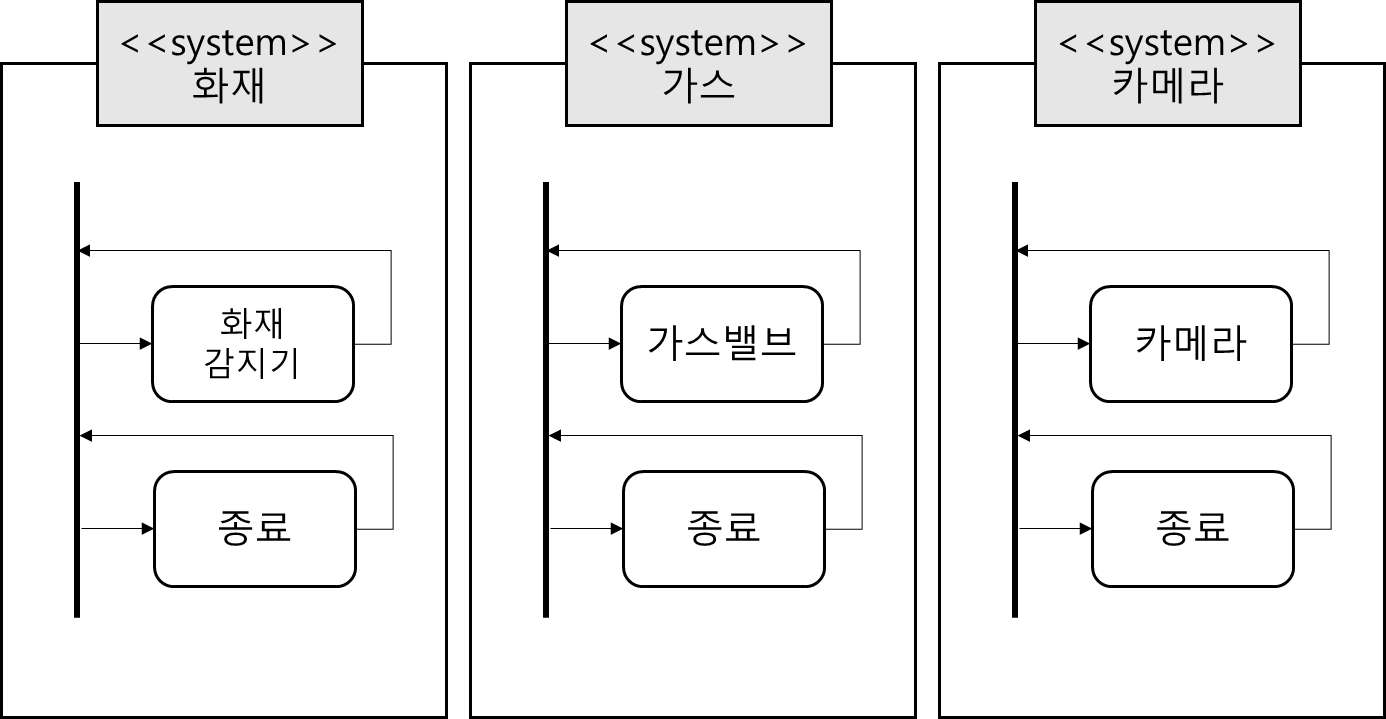 <<system>>
화재
<<system>>
가스
<<system>>
카메라
화재
감지기
가스밸브
카메라
종료
종료
종료